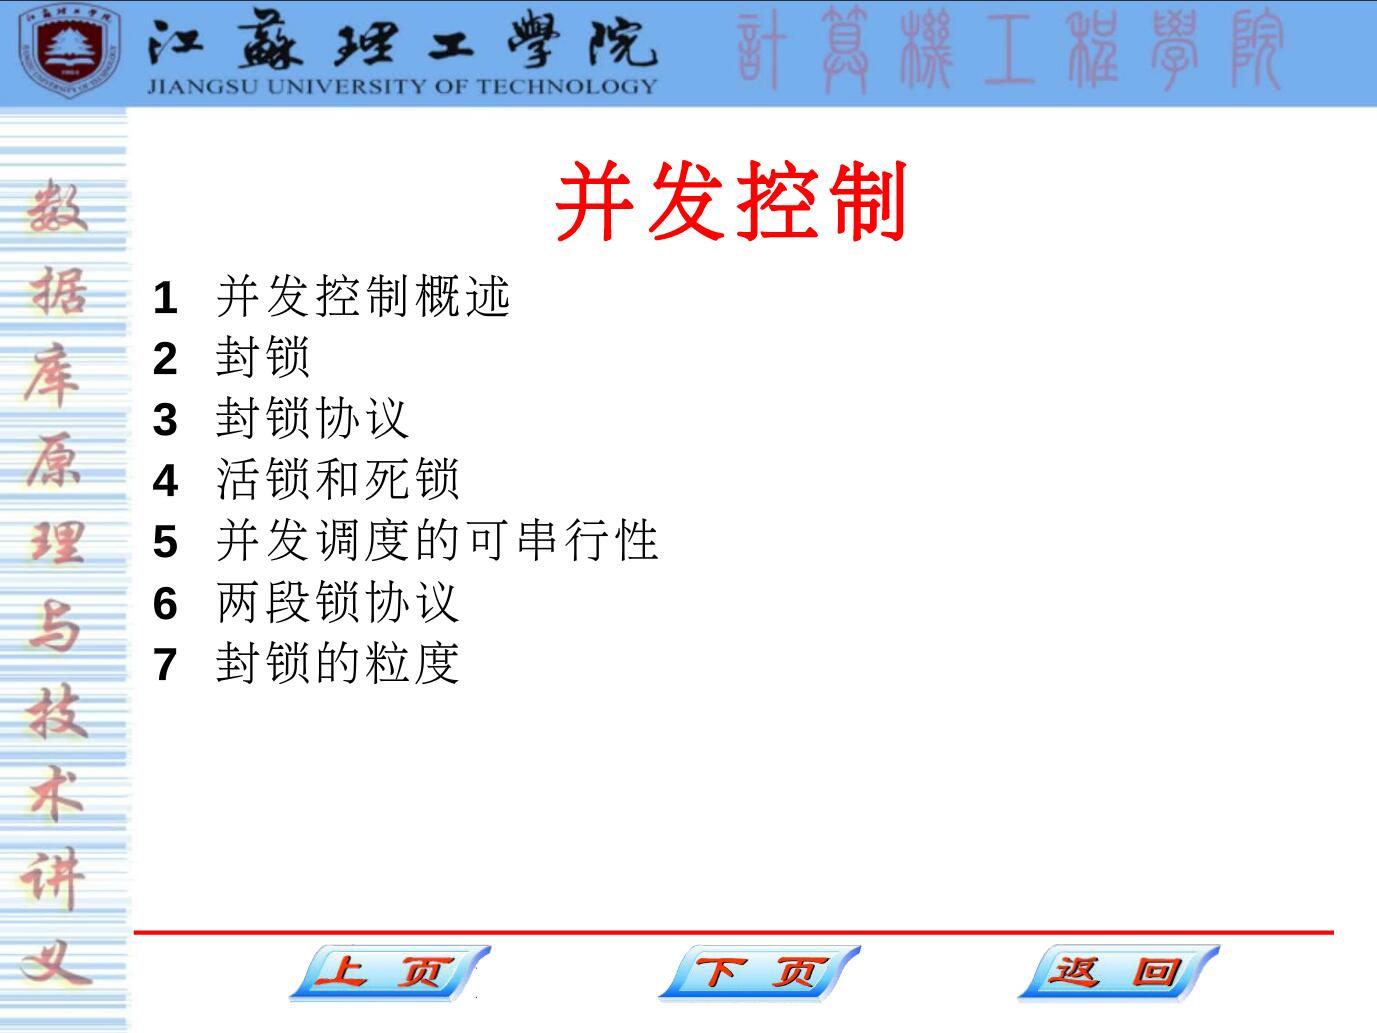 江蘇理工學院
JIANGSU UNIVERSITY OF TECHNOLOGY
計算機工程學院
数据库原理与技术讲义
并发控制
1 并发控制概述
2 封锁
3 封锁协议
4 活锁和死锁
5 并发调度的可串行性
6 两段锁协议
7 封锁的粒度
上 页
下 页
返 回